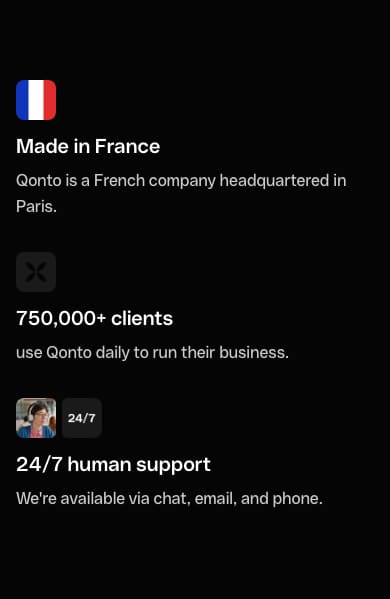 Made in France
Qonto is a French company headquartered in
Paris.
750,000+ clients
use Qonto daily to run their business.
24/7
24/7 human support
We're available via chat, email, and phone.